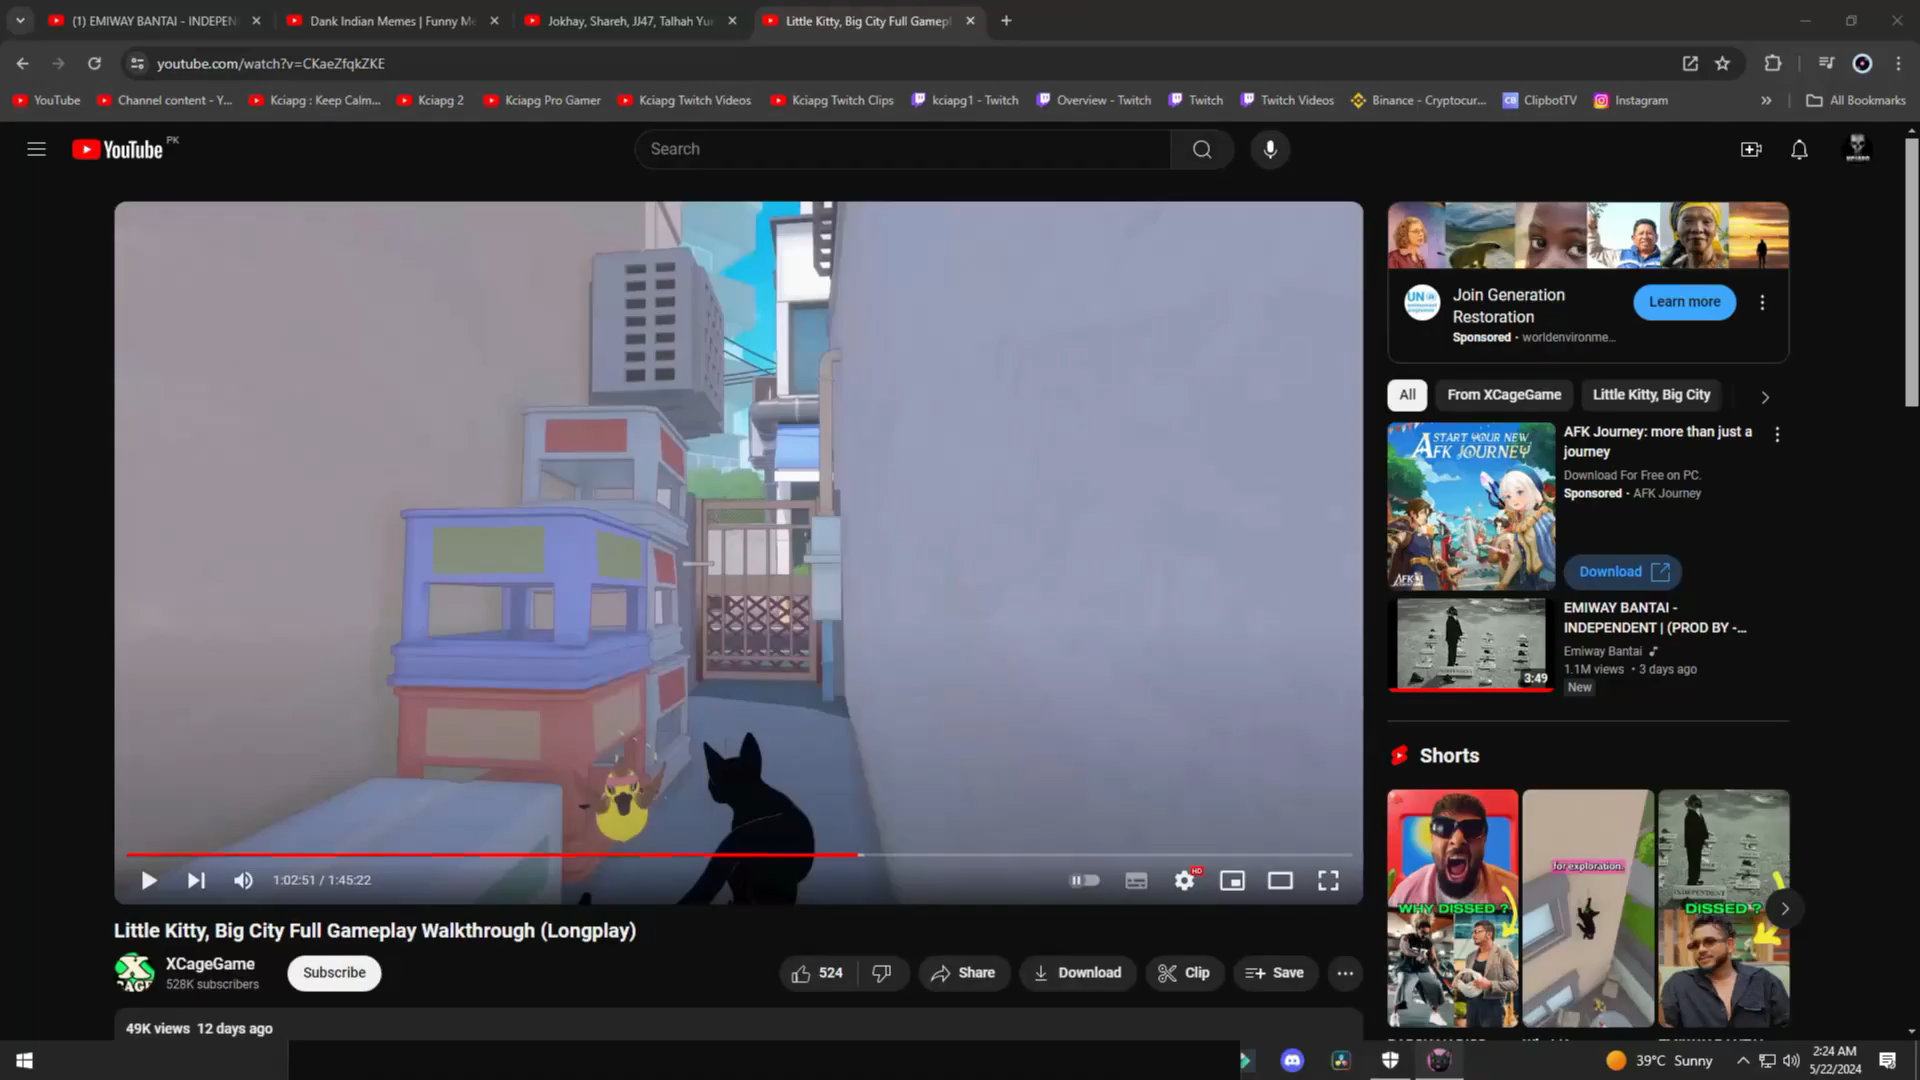 (1) EMIWAY BANTAI - INDEPEN
Dank Indian Memes | Funny Me
Jokhay, Shareh, JJ47, Talhah Yun
Little Kitty, Big City Full Gamepl
youtube.com/watch?v=CKaeZfqkZKE
YouTube
Channel content - Y...
Kciapg : Keep Calm...
Kciapg 2
Kciapg Pro Gamer
Kciapg Twitch Videos
Kciapg Twitch Clips
kciapg1 - Twitch
Overview - Twitch
Twitch
Twitch Videos
Binance - Cryptocur...
CB
ClipbotTV
Instagram
All Bookmarks
YouTube PK
Search
UN
Join Generation
Restoration
Sponsored · worldenvironme...
Learn more
All
From XCageGame
Little Kitty, Big City
START YOUR NEW
AFK JOURNEY
AFK Journey: more than just a
journey
Download For Free on PC.
Sponsored · AFK Journey
Download
EMIWAY BANTAI -
INDEPENDENT | (PROD BY -...
Emiway Bantai
1.1M views • 3 days ago
New
3:49
Shorts
WHY DISSED ?
for exploration.
INDEPENDENT
DISSED ?
1:02:51 / 1:45:22
HD
Little Kitty, Big City Full Gameplay Walkthrough (Longplay)
XCageGame
528K subscribers
Subscribe
524
Share
Download
Clip
Save
49K views 12 days ago
39°C Sunny
2:24 AM
5/22/2024